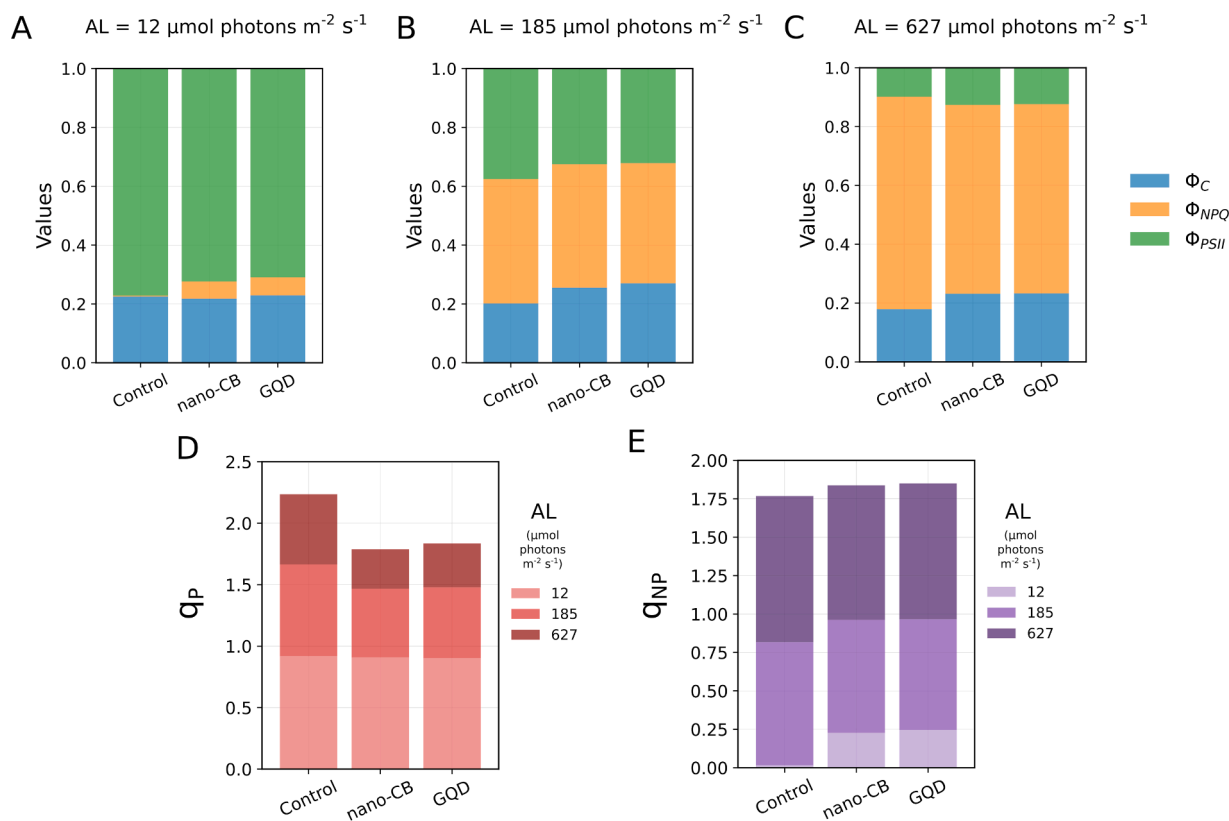 A
AL = 12 μmol photons m⁻² s⁻¹
B
AL = 185 μmol photons m⁻² s⁻¹
C
AL = 627 μmol photons m⁻² s⁻¹
Values
1.0
0.8
0.6
0.4
0.2
0.0
Control
nano-CB
GQD
Values
1.0
0.8
0.6
0.4
0.2
0.0
Control
nano-CB
GQD
Values
1.0
0.8
0.6
0.4
0.2
0.0
Control
nano-CB
GQD
Φ_C
Φ_NPQ
Φ_PSII
D
q_P
2.5
2.0
1.5
1.0
0.5
0.0
Control
nano-CB
GQD
AL
(μmol
photons
m⁻² s⁻¹)
12
185
627
E
q_NP
2.00
1.75
1.50
1.25
1.00
0.75
0.50
0.25
0.00
Control
nano-CB
GQD
AL
(μmol
photons
m⁻² s⁻¹)
12
185
627